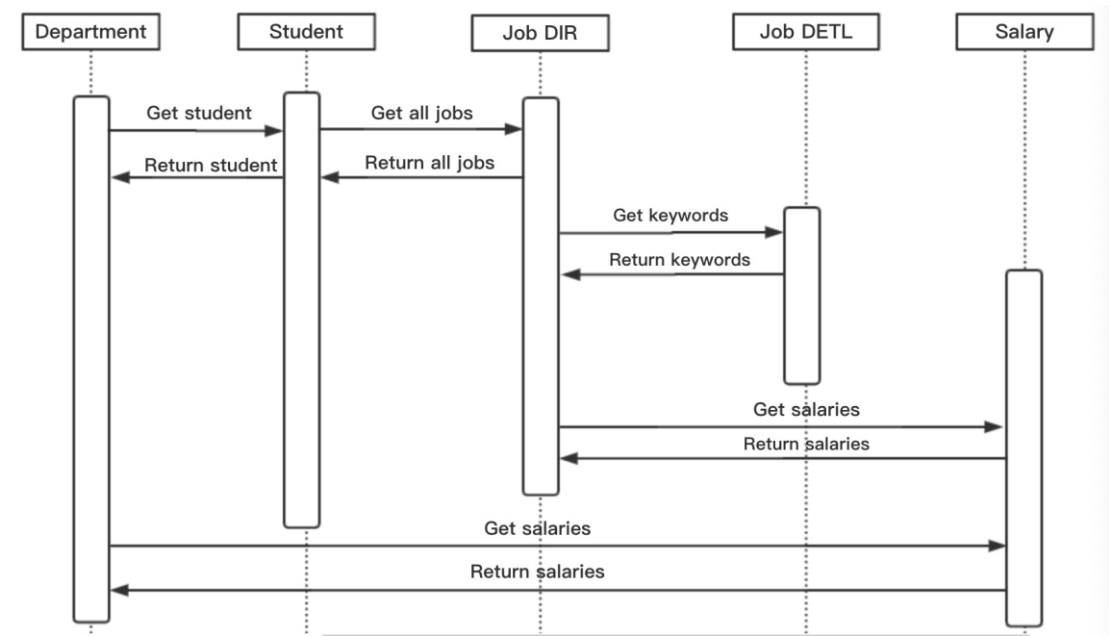 Department
Student
Job DIR
Job DETL
Salary
Get student
Get all jobs
Return student
Return all jobs
Get keywords
Return keywords
Get salaries
Return salaries
Get salaries
Return salaries